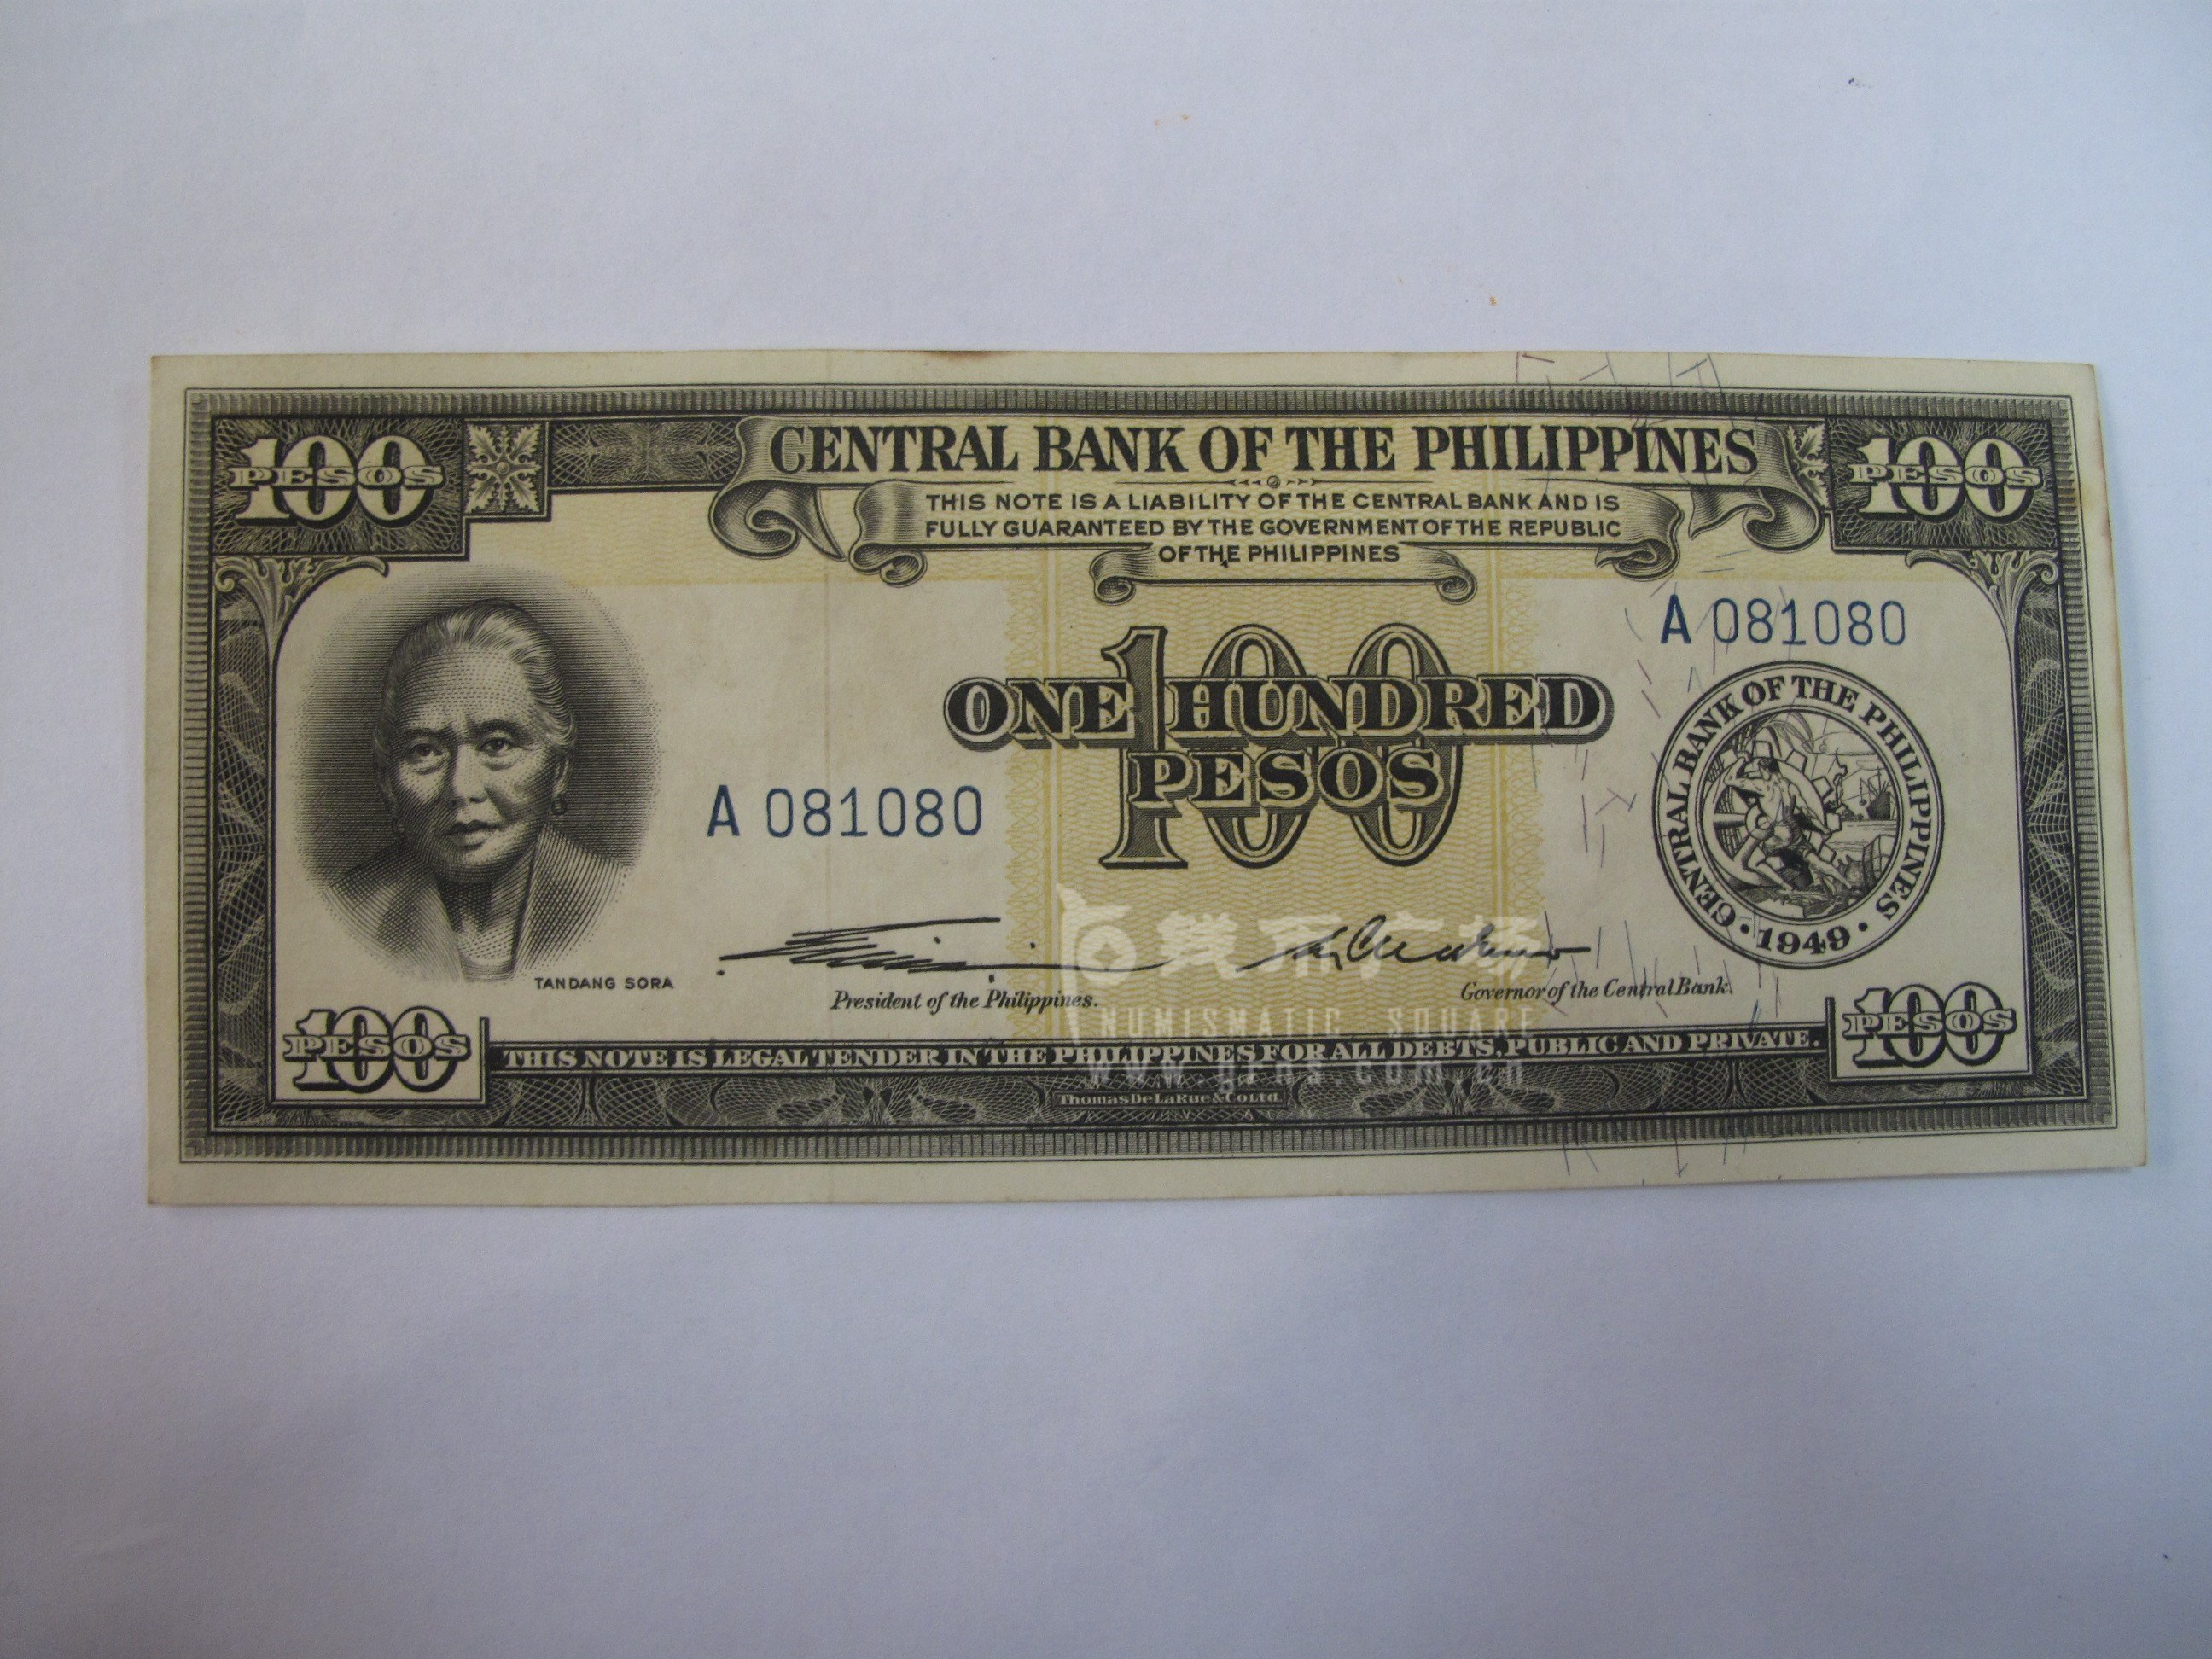 100
PESOS
CENTRAL BANK OF THE PHILIPPINES
100
PESOS
THIS NOTE IS A LIABILITY OF THE CENTRAL BANK AND IS
FULLY GUARANTEED BY THE GOVERNMENT OF THE REPUBLIC
OF THE PHILIPPINES
A 081080
100
ONE HUNDRED
PESOS
A 081080
CENTRAL BANK OF THE PHILIPPINES
1949
TANDANG SORA
President of the Philippines.
Governor of the Central Bank.
钱币广场
NUMISMATIC SQUARE
100
PESOS
THIS NOTE IS LEGAL TENDER IN THE PHILIPPINES FOR ALL DEBTS, PUBLIC AND PRIVATE.
100
PESOS
Thomas De La Rue & Co Ltd.